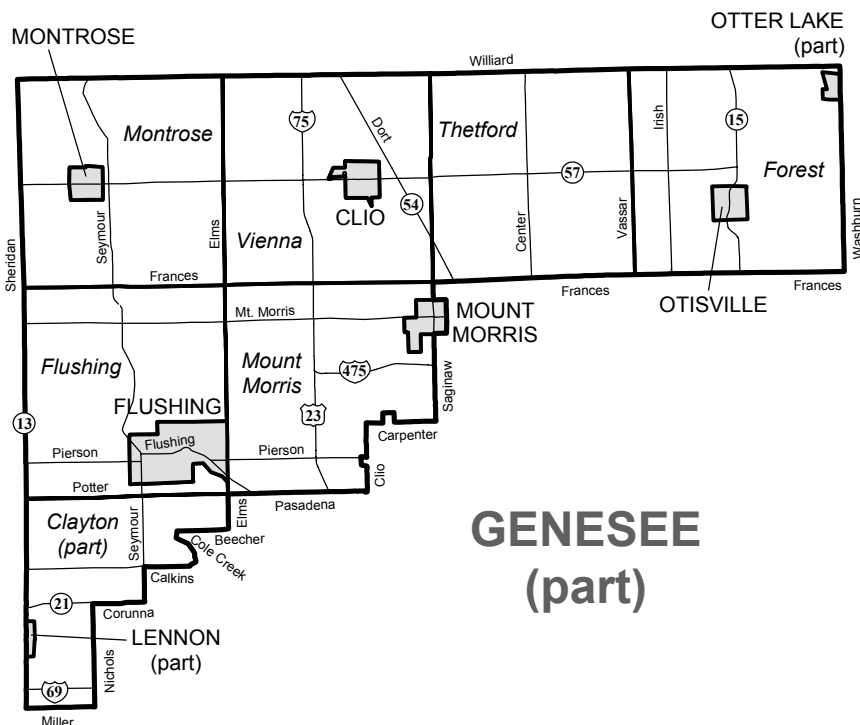 OTTER LAKE
(part)
MONTROSE
Williard
75
Dort
Thetford
Irish
15
Montrose
57
Forest
CLIO
54
Sheridan
Seymour
Elms
Vienna
Center
Vassar
Washburn
Frances
Frances
Frances
OTISVILLE
Mt. Morris
MOUNT
MORRIS
Flushing
Mount
Morris
475
Saginaw
FLUSHING
23
13
Carpenter
Pierson
Flushing
Pierson
Clio
Potter
Elms
Pasadena
Clayton
(part)
Seymour
Beecher
Cole Creek
GENESEE
(part)
Calkins
21
Corunna
LENNON
(part)
Nichols
69
Miller